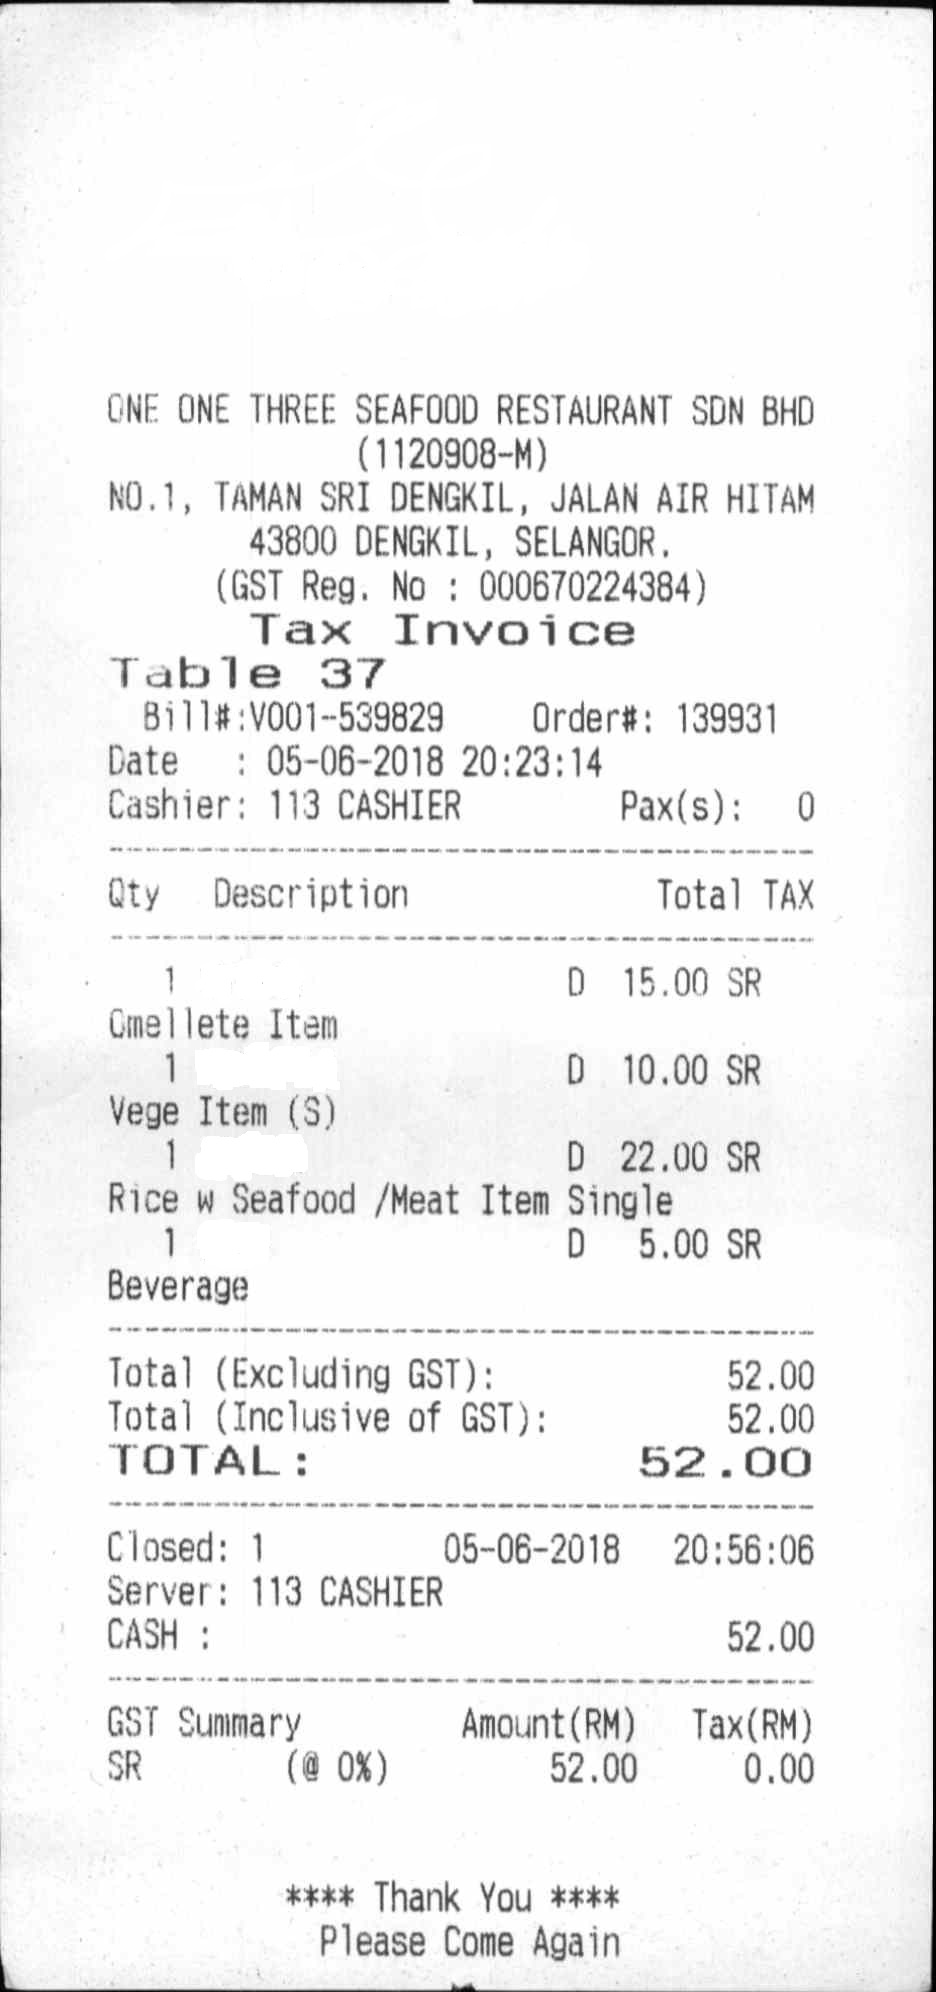 ONE ONE THREE SEAFOOD RESTAURANT SDN BHD
(1120908-M)
NO.1, TAMAN SRI DENGKIL, JALAN AIR HITAM
43800 DENGKIL, SELANGOR.
(GST Reg. No : 000670224384)
Tax Invoice
Table 37
Bill#:V001-539829 Order#: 139931
Date : 05-06-2018 20:23:14
Cashier: 113 CASHIER Pax(s): 0
Qty Description Total TAX
1 D 15.00 SR
Omellete Item
1 D 10.00 SR
Vege Item (S)
1 D 22.00 SR
Rice w Seafood /Meat Item Single
1 D 5.00 SR
Beverage
Total (Excluding GST): 52.00
Total (Inclusive of GST): 52.00
TOTAL: 52.00
Closed: 1 05-06-2018 20:56:06
Server: 113 CASHIER
CASH : 52.00
GST Summary Amount(RM) Tax(RM)
SR (@ 0%) 52.00 0.00
**** Thank You ****
Please Come Again